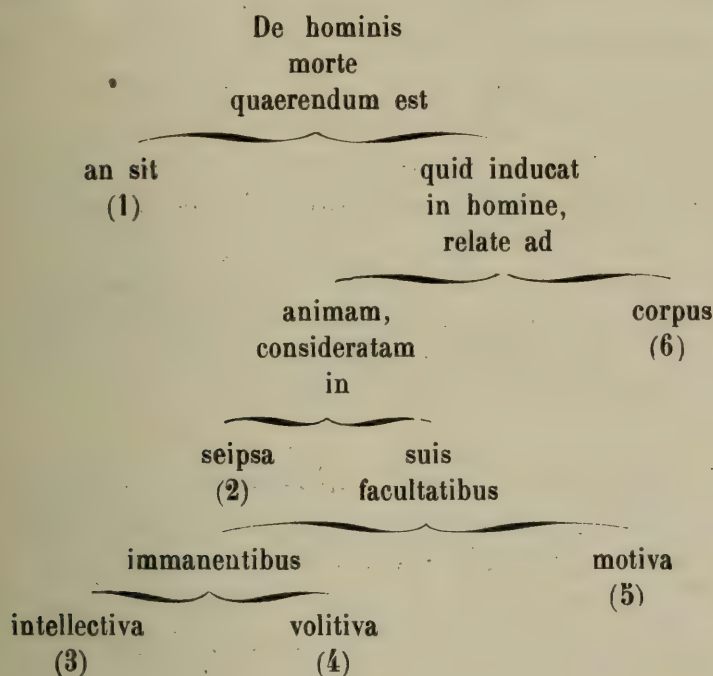 De hominis
morte
quaerendum est
an sit
(1)
quid inducat
in homine,
relate ad
animam,
consideratam
in
corpus
(6)
seipsa
(2)
suis
facultatibus
immanentibus
motiva
(5)
intellectiva
(3)
volitiva
(4)